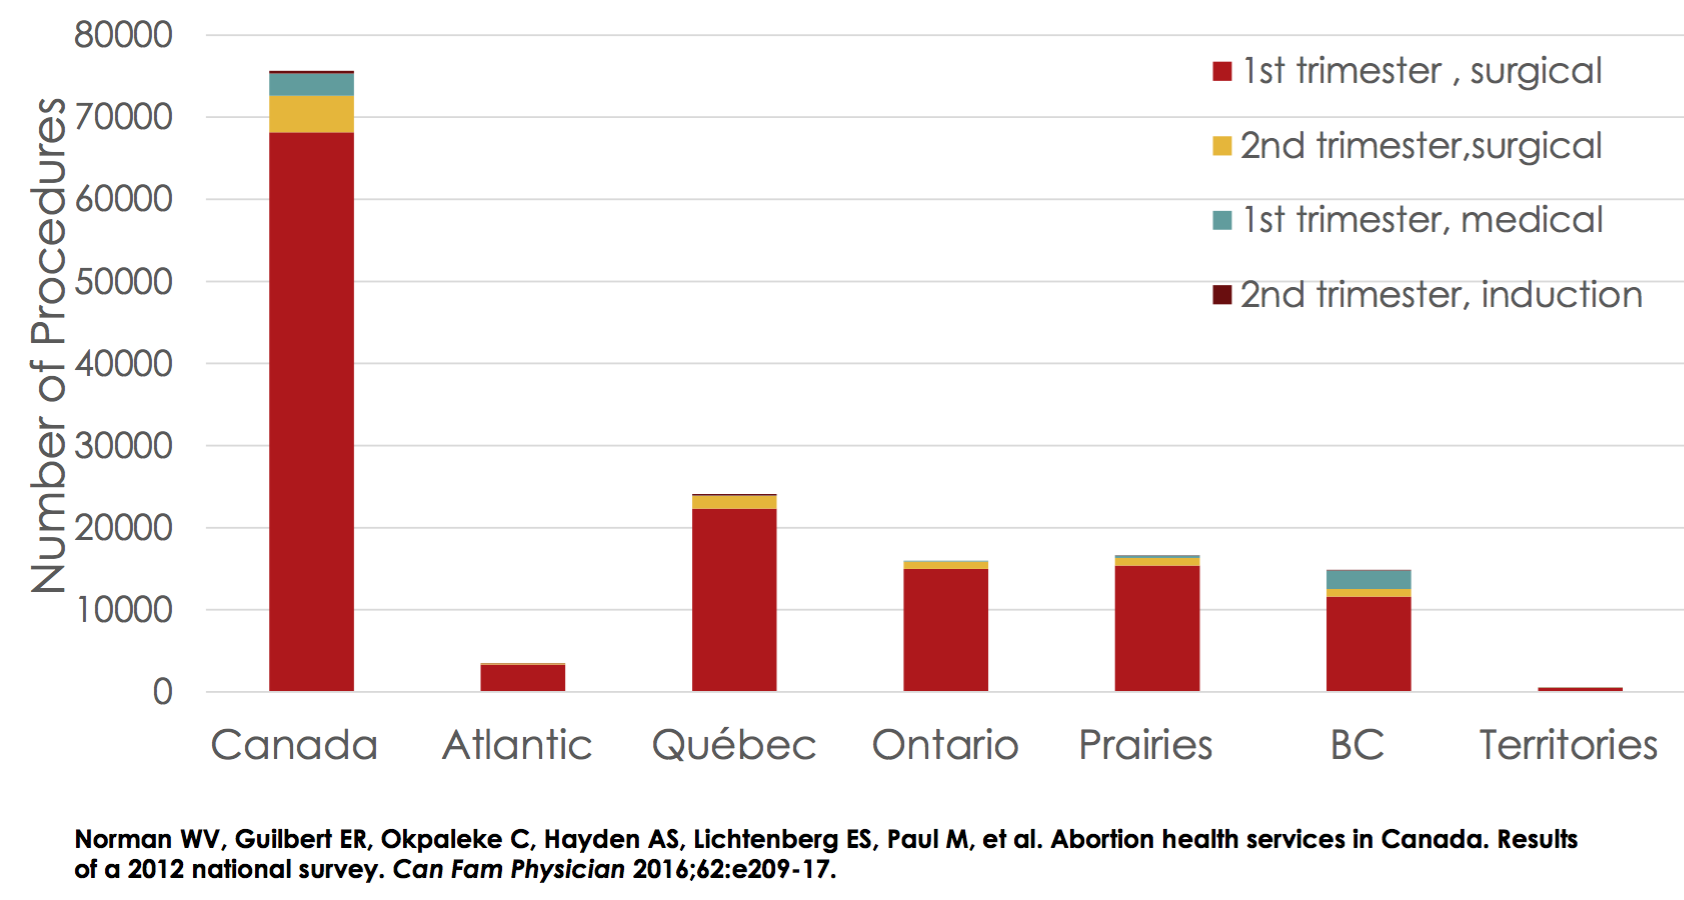 80000
70000
60000
50000
40000
30000
20000
10000
0
Number of Procedures
1st trimester , surgical
2nd trimester,surgical
1st trimester, medical
2nd trimester, induction
Canada Atlantic Québec Ontario Prairies BC Territories
Norman WV, Guilbert ER, Okpaleke C, Hayden AS, Lichtenberg ES, Paul M, et al. Abortion health services in Canada. Results
of a 2012 national survey. Can Fam Physician 2016;62:e209-17.